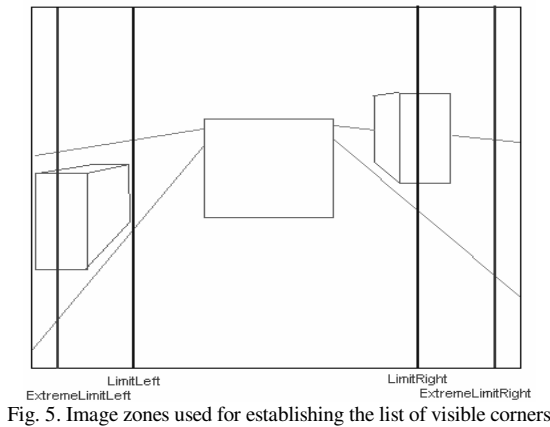 LimitLeft
LimitRight
ExtremeLimitLeft
ExtremeLimitRight
Fig. 5. Image zones used for establishing the list of visible corners